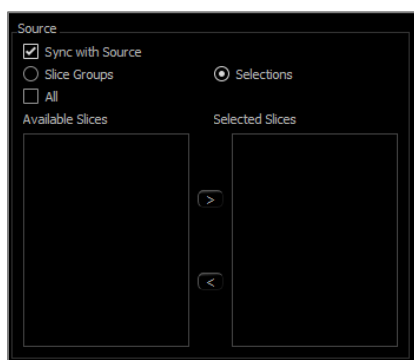 Source
Sync with Source
Slice Groups Selections
All
Available Slices Selected Slices
>
<